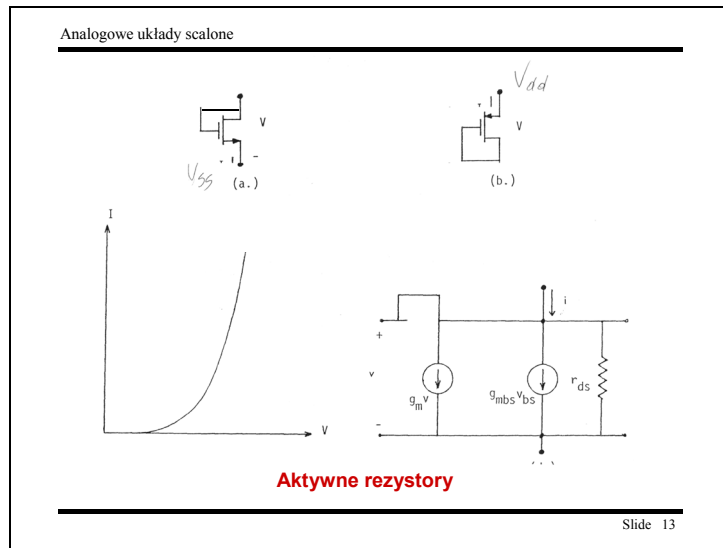 Analogowe układy scalone
Vdd
V
V
Vss
(a.)
(b.)
I
i
+
v
gmv
gmbsvbs
rds
-
V
Aktywne rezystory
Slide 13